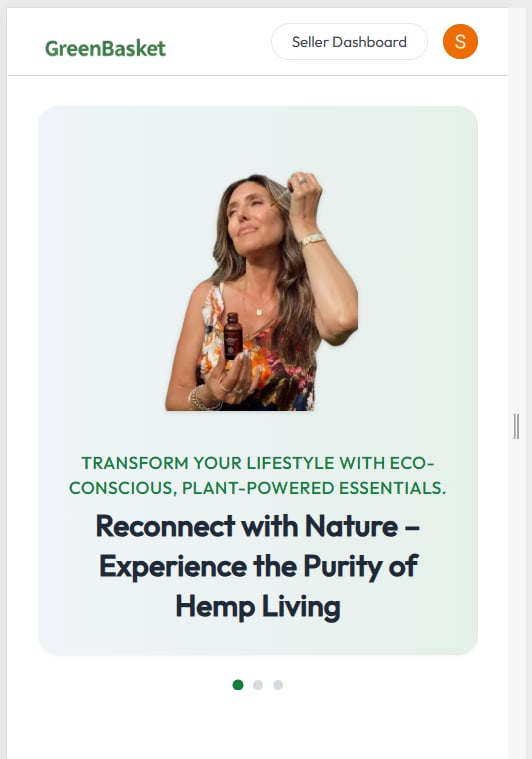 GreenBasket
Seller Dashboard
S
TRANSFORM YOUR LIFESTYLE WITH ECO-
CONSCIOUS, PLANT-POWERED ESSENTIALS.
Reconnect with Nature –
Experience the Purity of
Hemp Living